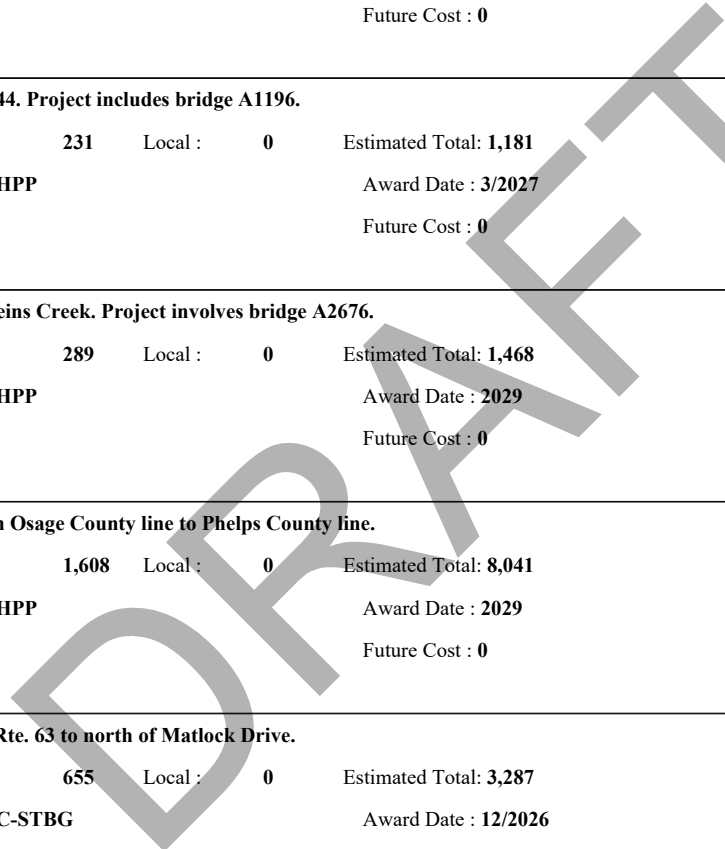 Future Cost : 0
44. Project includes bridge A1196.
231 Local : 0 Estimated Total: 1,181
HPP Award Date : 3/2027
Future Cost : 0
eins Creek. Project involves bridge A2676.
289 Local : 0 Estimated Total: 1,468
HPP Award Date : 2029
Future Cost : 0
n Osage County line to Phelps County line.
1,608 Local : 0 Estimated Total: 8,041
HPP Award Date : 2029
Future Cost : 0
Rte. 63 to north of Matlock Drive.
655 Local : 0 Estimated Total: 3,287
C-STBG Award Date : 12/2026
DRAFT